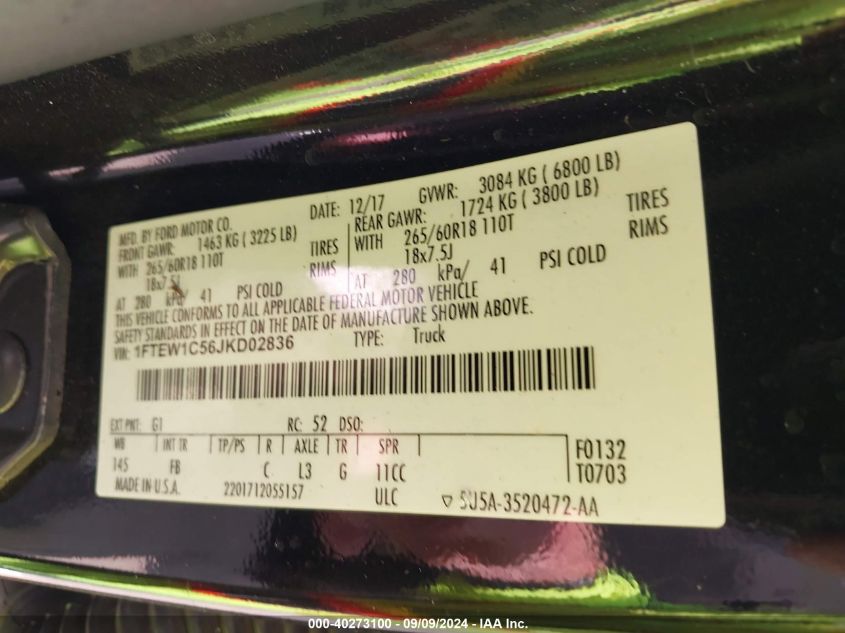 MFD. BY FORD MOTOR CO.
DATE: 12/17
GVWR: 3084 KG ( 6800 LB)
FRONT GAWR: 1463 KG ( 3225 LB)
REAR GAWR: 1724 KG ( 3800 LB)
WITH 265/60R18 110T TIRES
WITH 265/60R18 110T TIRES
18x7.5J RIMS
18x7.5J RIMS
AT 280 kPa/ 41 PSI COLD
AT 280 kPa/ 41 PSI COLD
THIS VEHICLE CONFORMS TO ALL APPLICABLE FEDERAL MOTOR VEHICLE
SAFETY STANDARDS IN EFFECT ON THE DATE OF MANUFACTURE SHOWN ABOVE.
VIN: 1FTEW1C56JKD02836 TYPE: Truck
EXT PNT: G1 RC: 52 DSO:
WB INT TR TP/PS R AXLE TR SPR
F0132
145 FB C L3 G 11CC
T0703
MADE IN U.S.A. 2201712055157 ULC
5U5A-3520472-AA
000-40273100 - 09/09/2024 - IAA Inc.